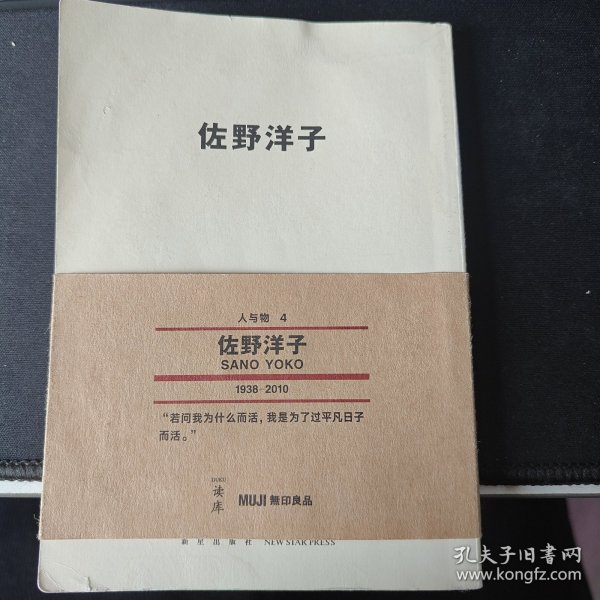 佐野洋子
人与物 4
佐野洋子
SANO YOKO
1938-2010
“若问我为什么而活，我是为了过平凡日子
而活。”
DUKU
读库
MUJI 無印良品
新星出版社 NEW STAR PRESS
孔夫子旧书网
www.kongfz.com